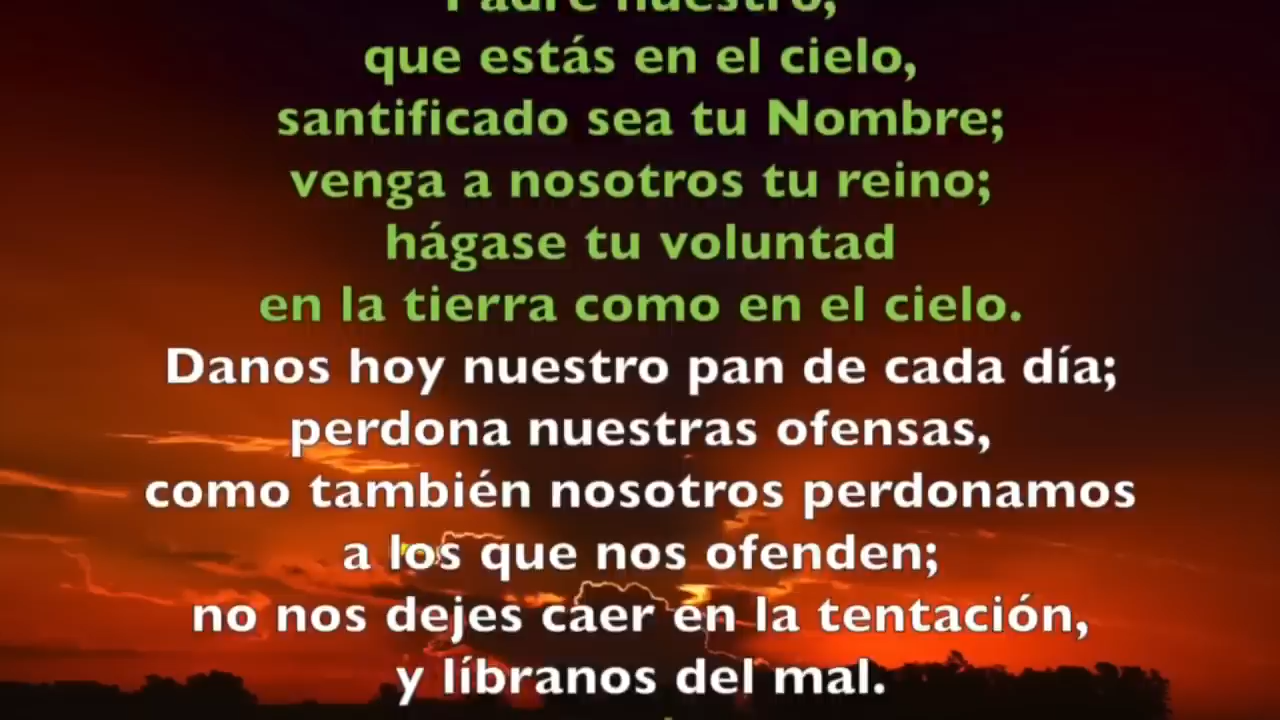 Padre nuestro,
que estás en el cielo,
santificado sea tu Nombre;
venga a nosotros tu reino;
hágase tu voluntad
en la tierra como en el cielo.
Danos hoy nuestro pan de cada día;
perdona nuestras ofensas,
como también nosotros perdonamos
a los que nos ofenden;
no nos dejes caer en la tentación,
y líbranos del mal.